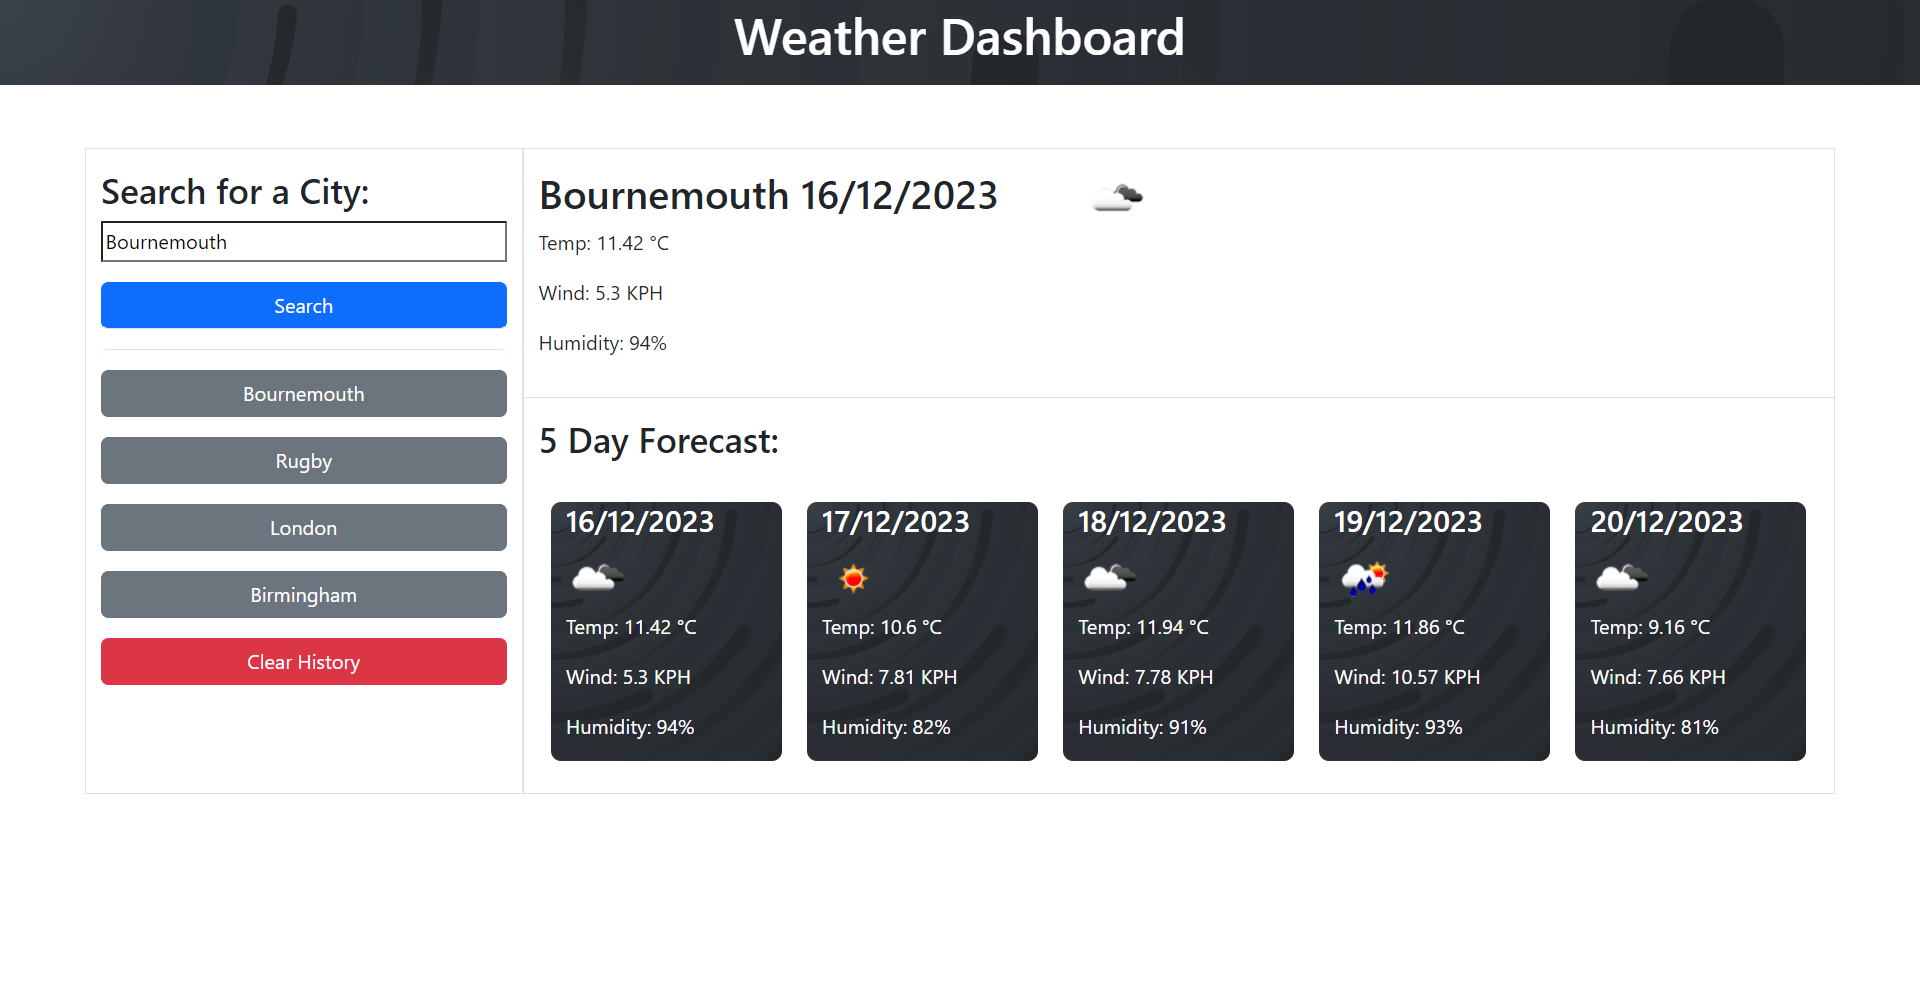 Weather Dashboard
Search for a City:
Bournemouth
Search
Bournemouth
Rugby
London
Birmingham
Clear History
Bournemouth 16/12/2023
Temp: 11.42 °C
Wind: 5.3 KPH
Humidity: 94%
5 Day Forecast:
16/12/2023
Temp: 11.42 °C
Wind: 5.3 KPH
Humidity: 94%
17/12/2023
Temp: 10.6 °C
Wind: 7.81 KPH
Humidity: 82%
18/12/2023
Temp: 11.94 °C
Wind: 7.78 KPH
Humidity: 91%
19/12/2023
Temp: 11.86 °C
Wind: 10.57 KPH
Humidity: 93%
20/12/2023
Temp: 9.16 °C
Wind: 7.66 KPH
Humidity: 81%